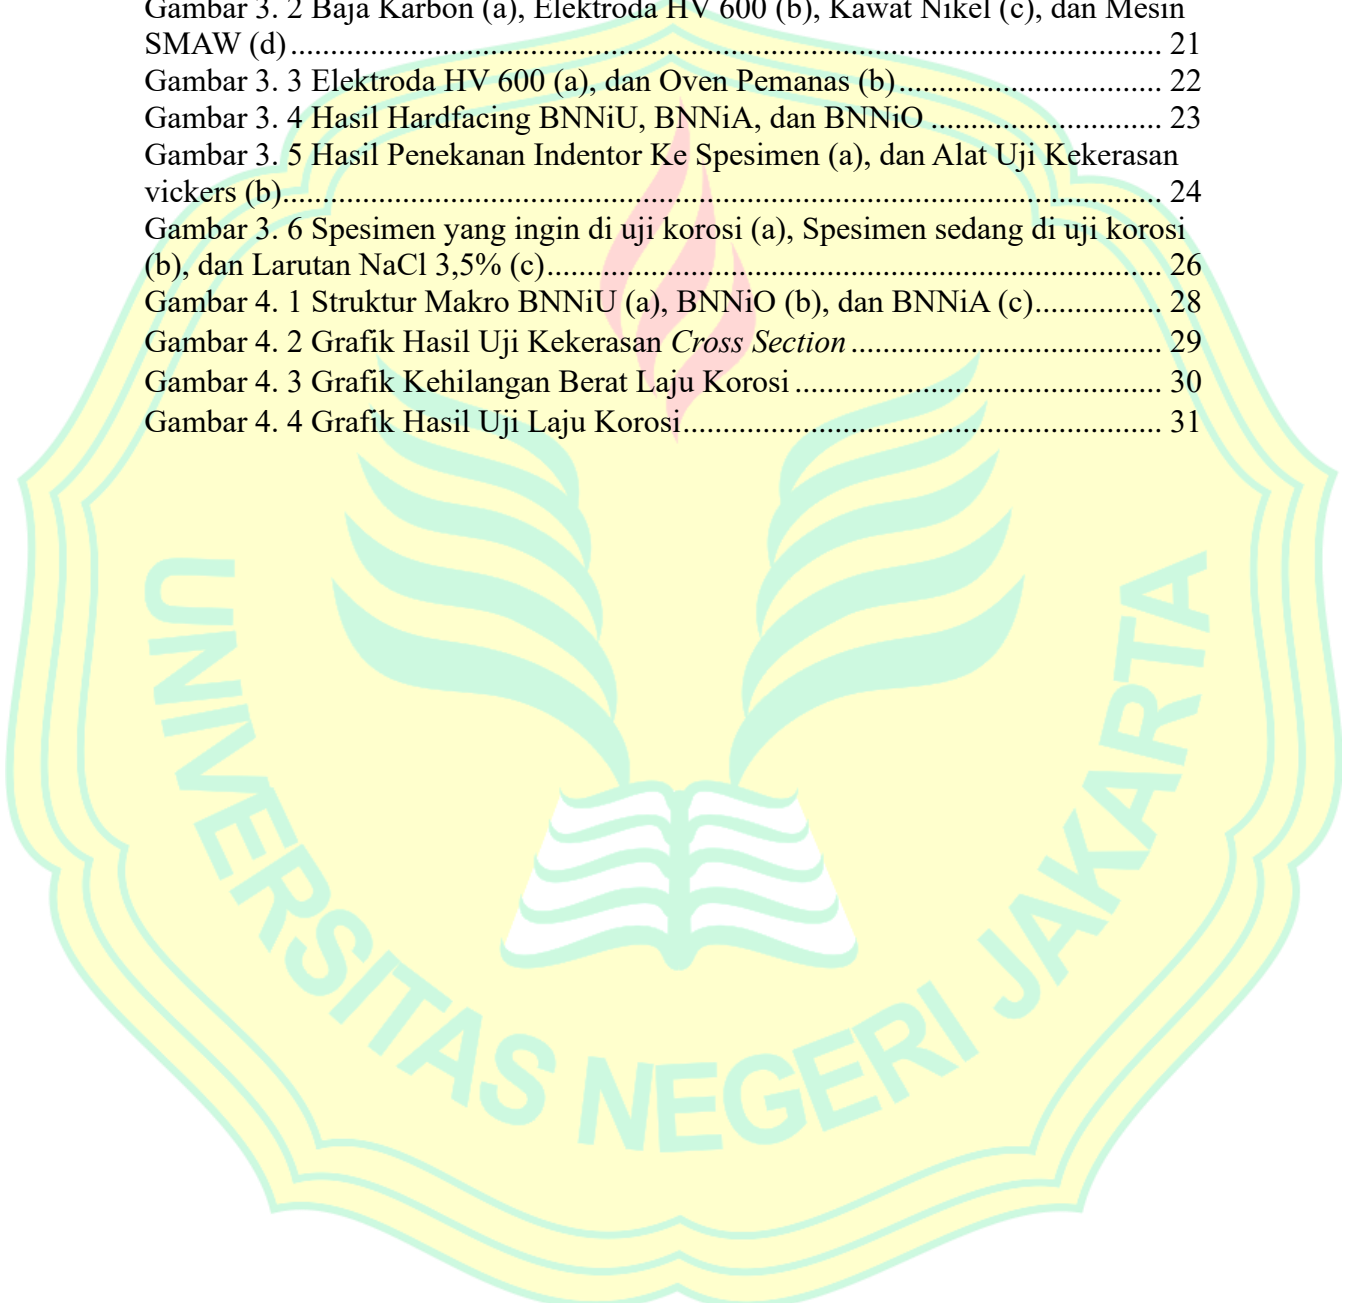 Gambar 3. 2 Baja Karbon (a), Elektroda HV 600 (b), Kawat Nikel (c), dan Mesin
SMAW (d)............................................................................................................. 21
Gambar 3. 3 Elektroda HV 600 (a), dan Oven Pemanas (b)................................. 22
Gambar 3. 4 Hasil Hardfacing BNNiU, BNNiA, dan BNNiO ............................. 23
Gambar 3. 5 Hasil Penekanan Indentor Ke Spesimen (a), dan Alat Uji Kekerasan
vickers (b).............................................................................................................. 24
Gambar 3. 6 Spesimen yang ingin di uji korosi (a), Spesimen sedang di uji korosi
(b), dan Larutan NaCl 3,5% (c)............................................................................. 26
Gambar 4. 1 Struktur Makro BNNiU (a), BNNiO (b), dan BNNiA (c)................ 28
Gambar 4. 2 Grafik Hasil Uji Kekerasan Cross Section ....................................... 29
Gambar 4. 3 Grafik Kehilangan Berat Laju Korosi .............................................. 30
Gambar 4. 4 Grafik Hasil Uji Laju Korosi............................................................ 31
UNIVERSITAS NEGERI JAKARTA